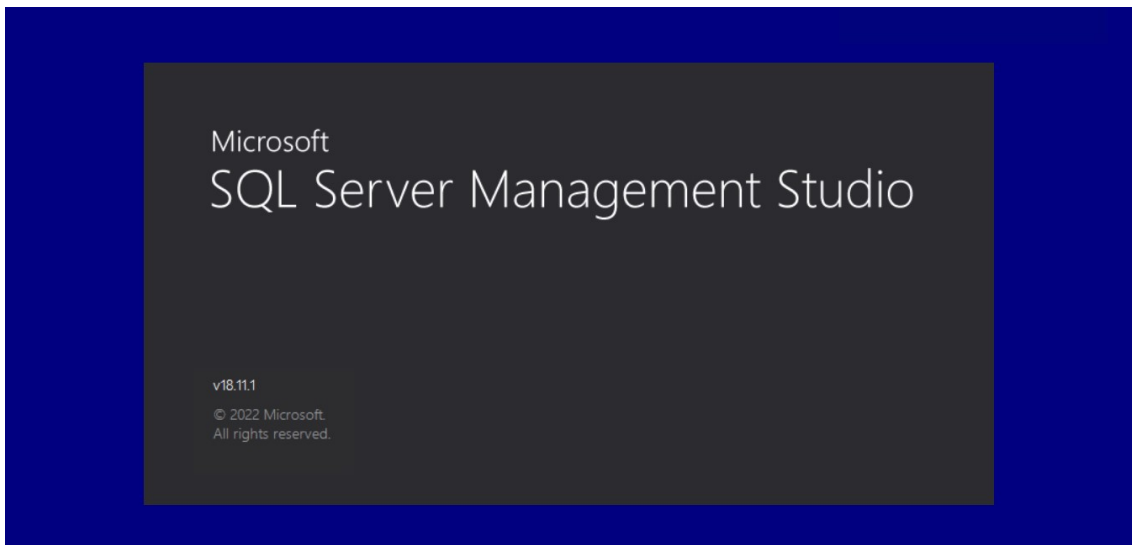 Microsoft
SQL Server Management Studio
v18.11.1
© 2022 Microsoft.
All rights reserved.